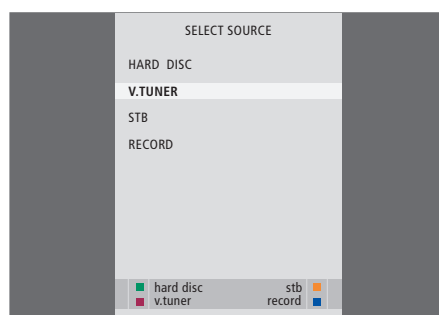 SELECT SOURCE
HARD DISC
V.TUNER
STB
RECORD
hard disc stb
v.tuner record